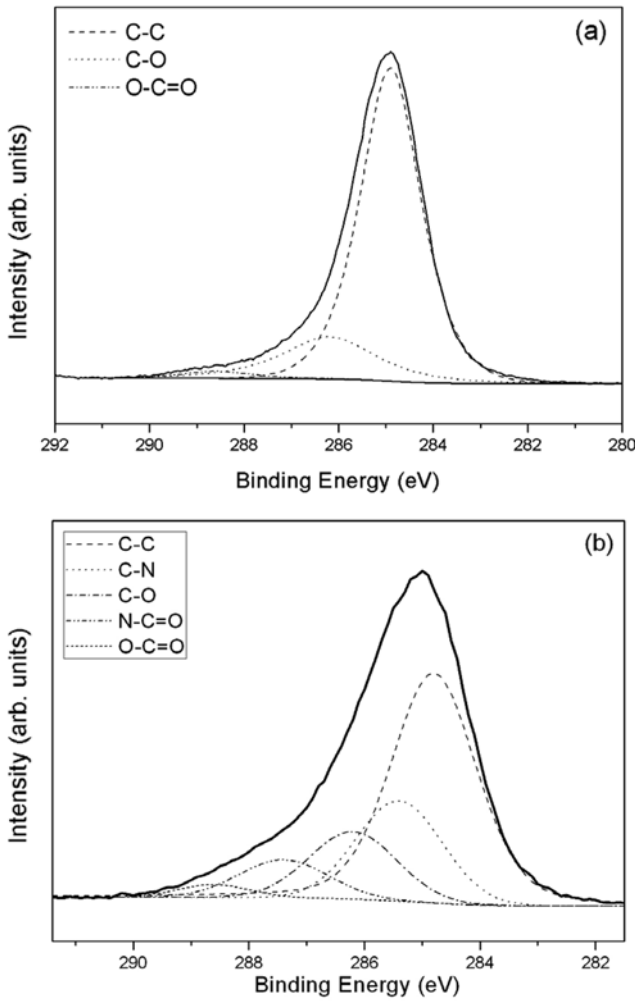 (a)
C-C
C-O
O-C=O
Intensity (arb. units)
292 290 288 286 284 282 280
Binding Energy (eV)
(b)
C-C
C-N
C-O
N-C=O
O-C=O
Intensity (arb. units)
290 288 286 284 282
Binding Energy (eV)